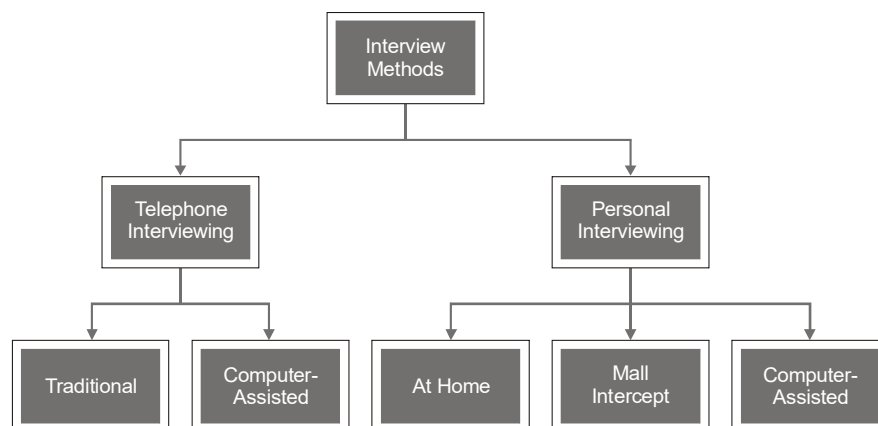 Interview
Methods
Telephone
Interviewing
Personal
Interviewing
Traditional
Computer-
Assisted
At Home
Mall
Intercept
Computer-
Assisted